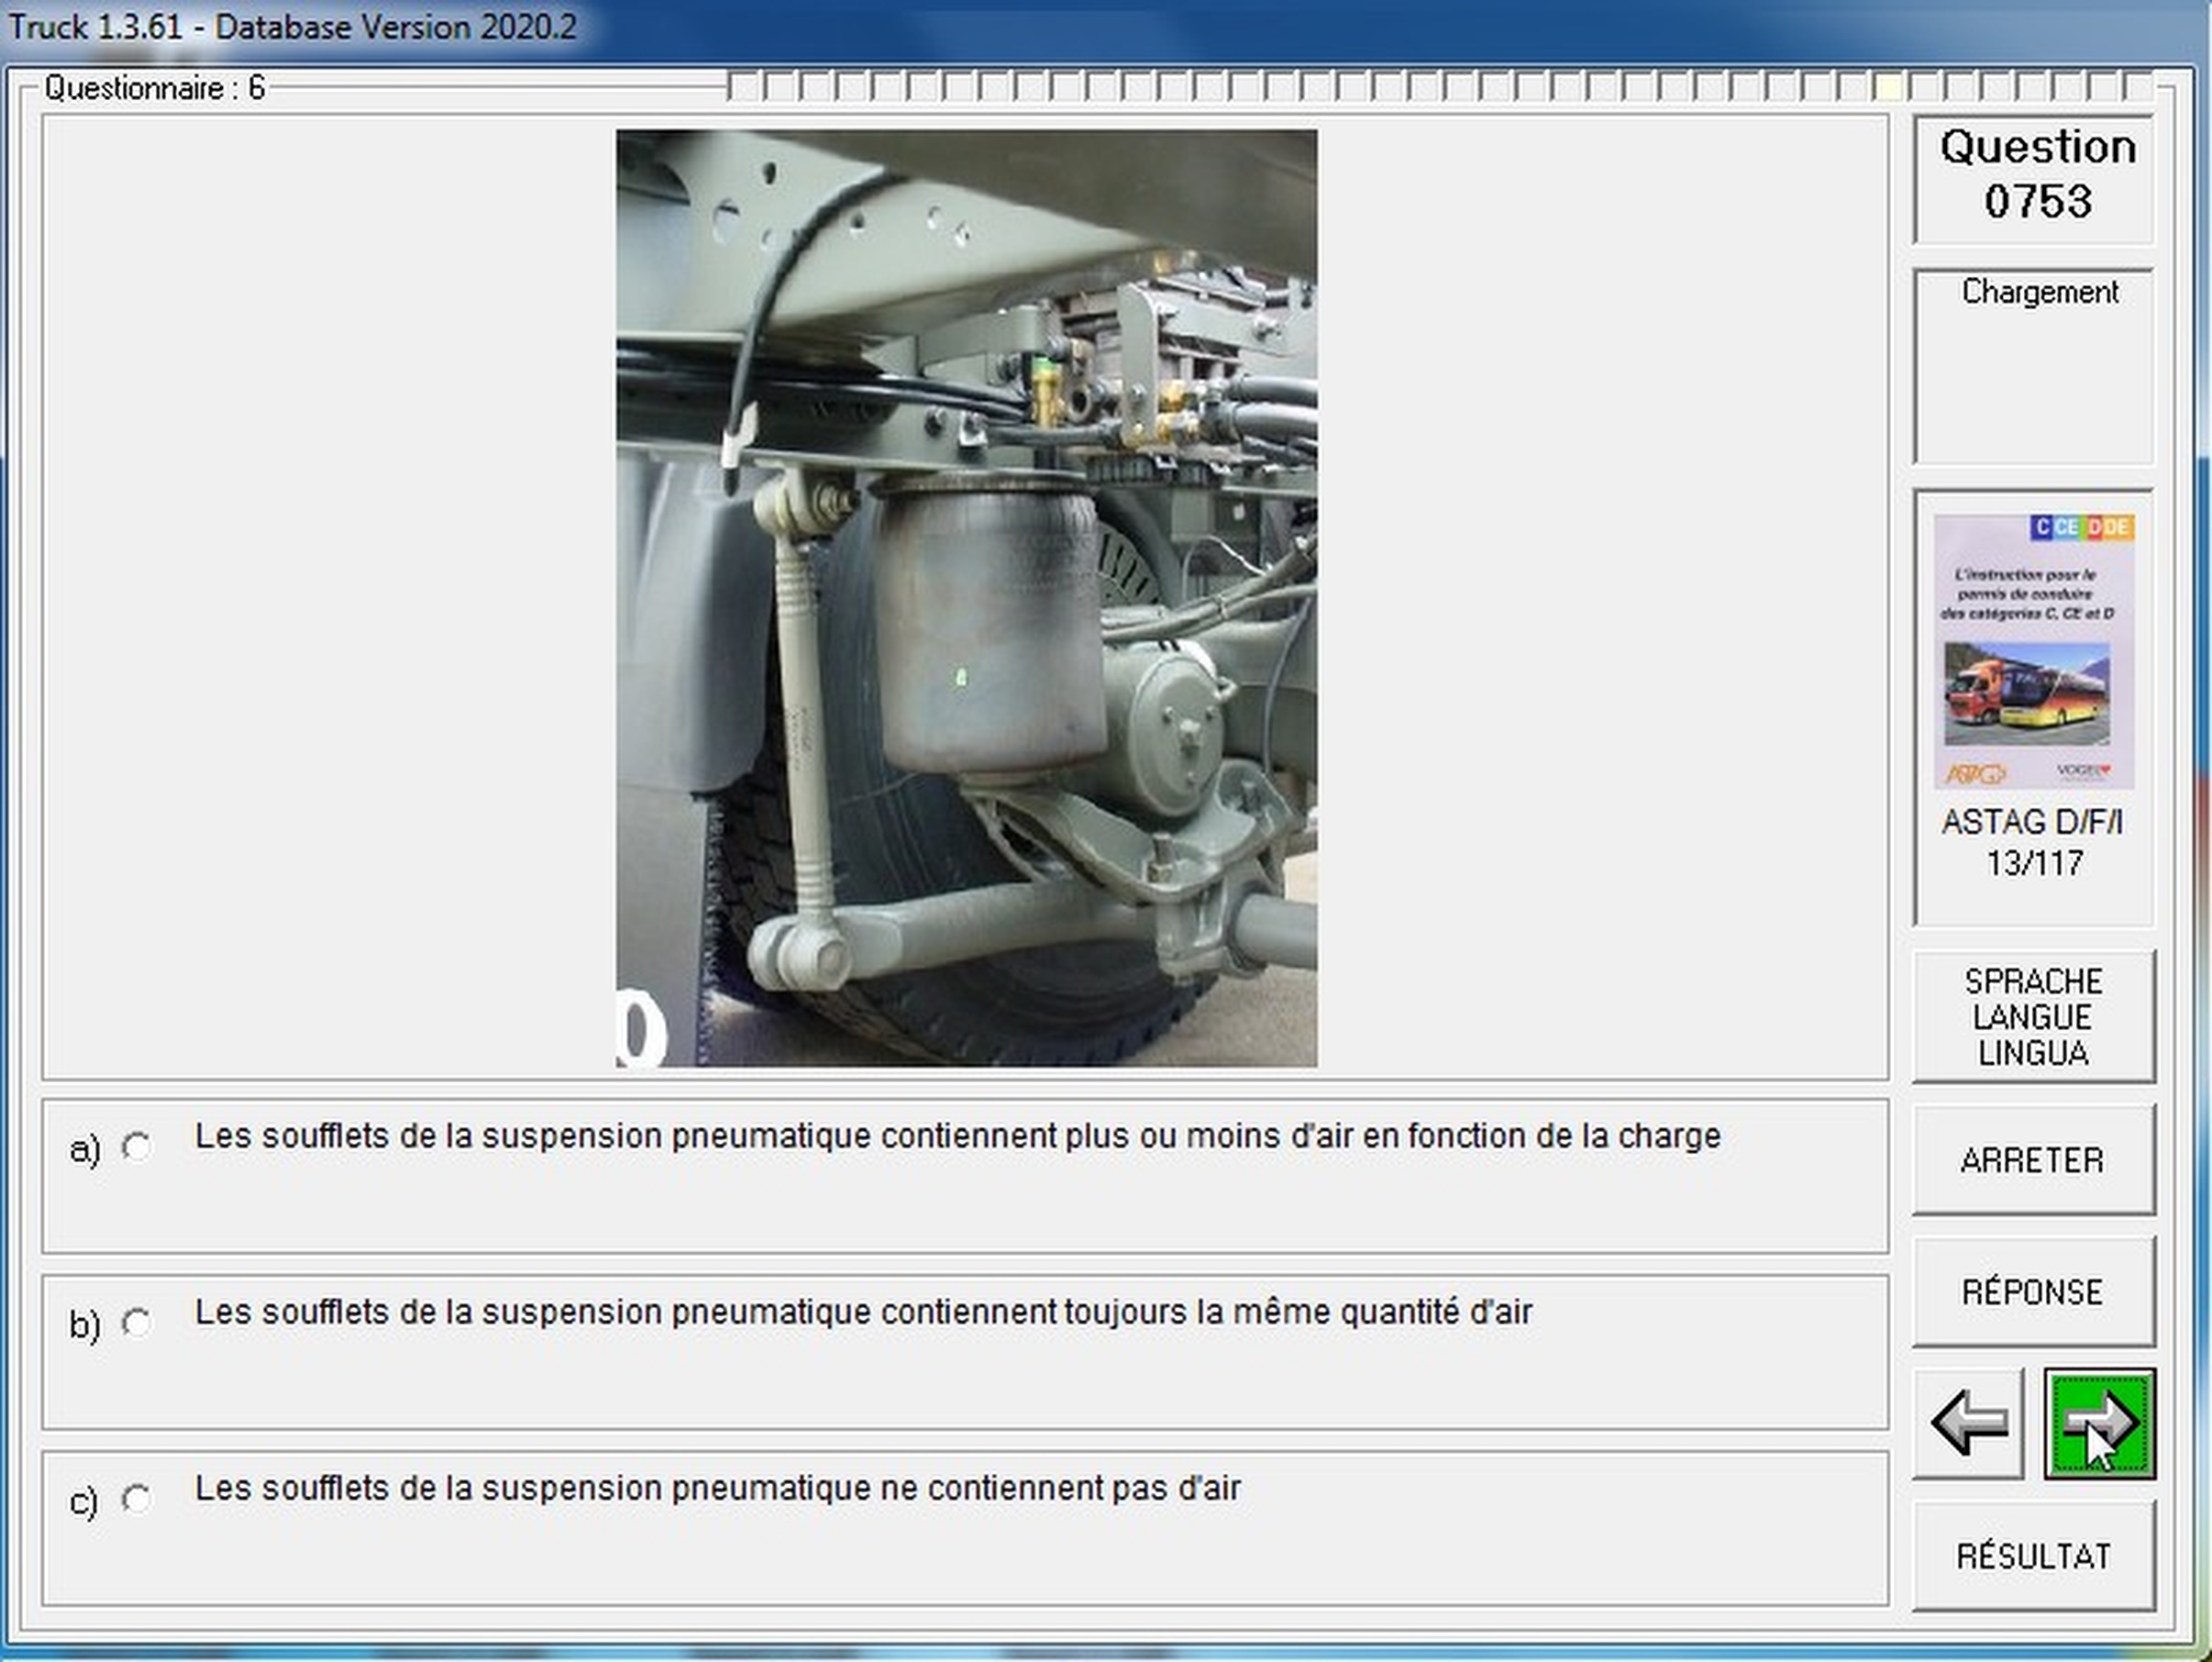 Truck 1.3.61 - Database Version 2020.2
Questionnaire : 6
Question
0753
Chargement
C CE D DE
L'instruction pour le
permis de conduire
des catégories C, CE et D
ASTAG
VOGEL
ASTAG D/F/I
13/117
SPRACHE
LANGUE
LINGUA
ARRETER
RÉPONSE
RÉSULTAT
0
a) Les soufflets de la suspension pneumatique contiennent plus ou moins d'air en fonction de la charge
b) Les soufflets de la suspension pneumatique contiennent toujours la même quantité d'air
c) Les soufflets de la suspension pneumatique ne contiennent pas d'air